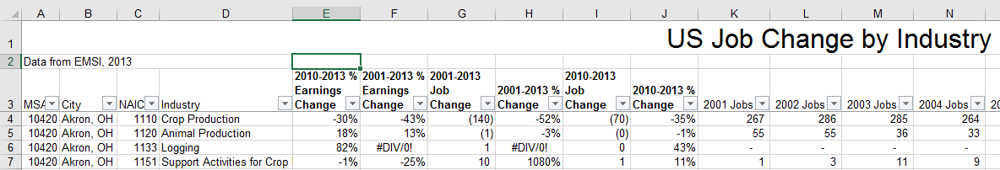 A B C D E F G H I J K L M N
1 US Job Change by Industry
2 Data from EMSI, 2013
2010-2013 % 2001-2013 % 2001-2013 2010-2013
Earnings Earnings Job 2001-2013 % Job 2010-2013 %
3 MSA City NAIC Industry Change Change Change Change Change Change 2001 Jobs 2002 Jobs 2003 Jobs 2004 Jobs 20
4 10420 Akron, OH 1110 Crop Production -30% -43% (140) -52% (70) -35% 267 286 285 264
5 10420 Akron, OH 1120 Animal Production 18% 13% (1) -3% (0) -1% 55 55 36 33
6 10420 Akron, OH 1133 Logging 82% #DIV/0! 1 #DIV/0! 0 43% - - - -
7 10420 Akron, OH 1151 Support Activities for Crop -1% -25% 10 1080% 1 11% 1 3 11 9